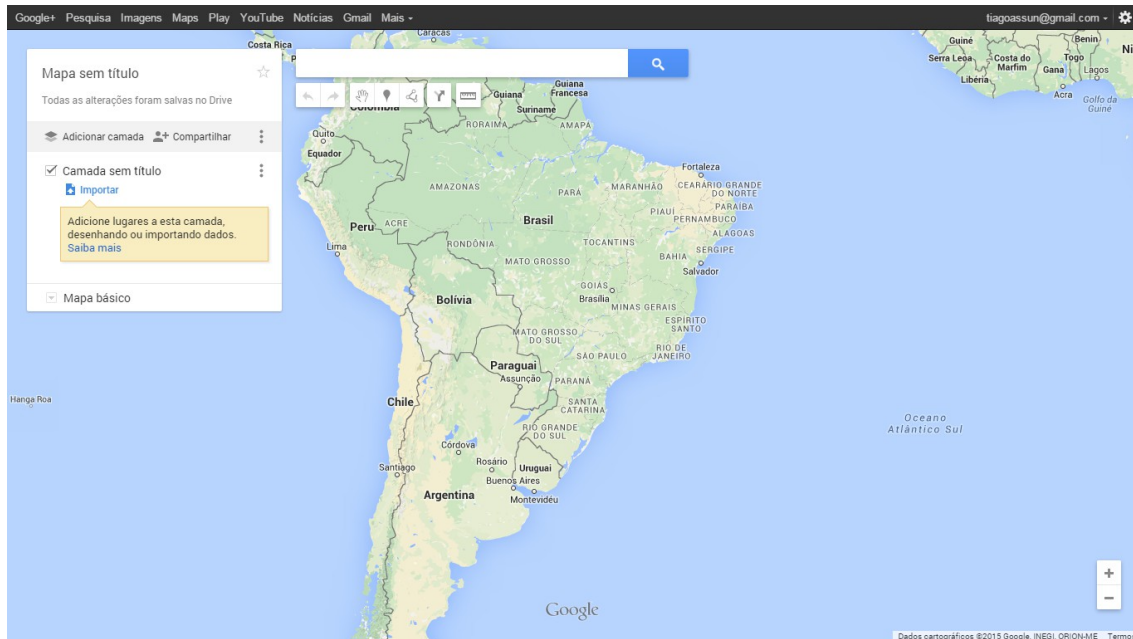 Google+ Pesquisa Imagens Maps Play YouTube Notícias Gmail Mais
tiagoassun@gmail.com
Mapa sem título
Todas as alterações foram salvas no Drive
Adicionar camada Compartilhar
Camada sem título
Importar
Adicione lugares a esta camada,
desenhando ou importando dados.
Saiba mais
Mapa básico
Caracas
Costa Rica
Guiana
Guiana
Francesa
Suriname
Colômbia
RORAIMA
AMAPÁ
Quito
Equador
Fortaleza
AMAZONAS
PARÁ
MARANHÃO
CEARÁ
RIO GRANDE
DO NORTE
PARAÍBA
PIAUÍ
PERNAMBUCO
ALAGOAS
Peru
ACRE
Brasil
Lima
RONDÔNIA
TOCANTINS
SERGIPE
MATO GROSSO
BAHIA
Salvador
GOIÁS
Brasília
Bolívia
MINAS GERAIS
ESPÍRITO
SANTO
MATO GROSSO
DO SUL
RIO DE
JANEIRO
SÃO PAULO
Paraguai
Assunção
PARANÁ
Chile
SANTA
CATARINA
RIO GRANDE
DO SUL
Córdova
Santiago
Rosário
Uruguai
Buenos Aires
Argentina
Montevidéu
Hanga Roa
Oceano
Atlântico Sul
Guiné
Serra Leoa
Costa do
Marfim
Libéria
Gana
Togo
Benin
Ni
Lagos
Acra
Golfo da
Guiné
+
−
Google
Dados cartográficos ©2015 Google, INEGI, ORION-ME Termo